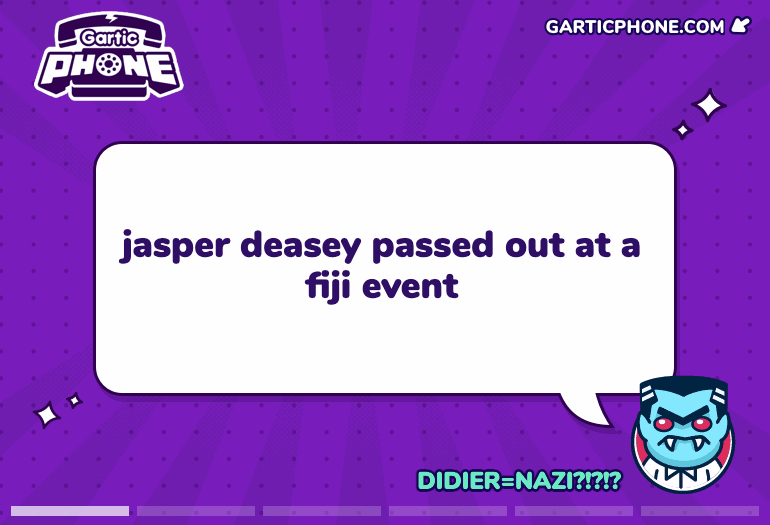 Gartic
PHONE
GARTICPHONE.COM
jasper deasey passed out at a
fiji event
DIDIER=NAZI?!?!?